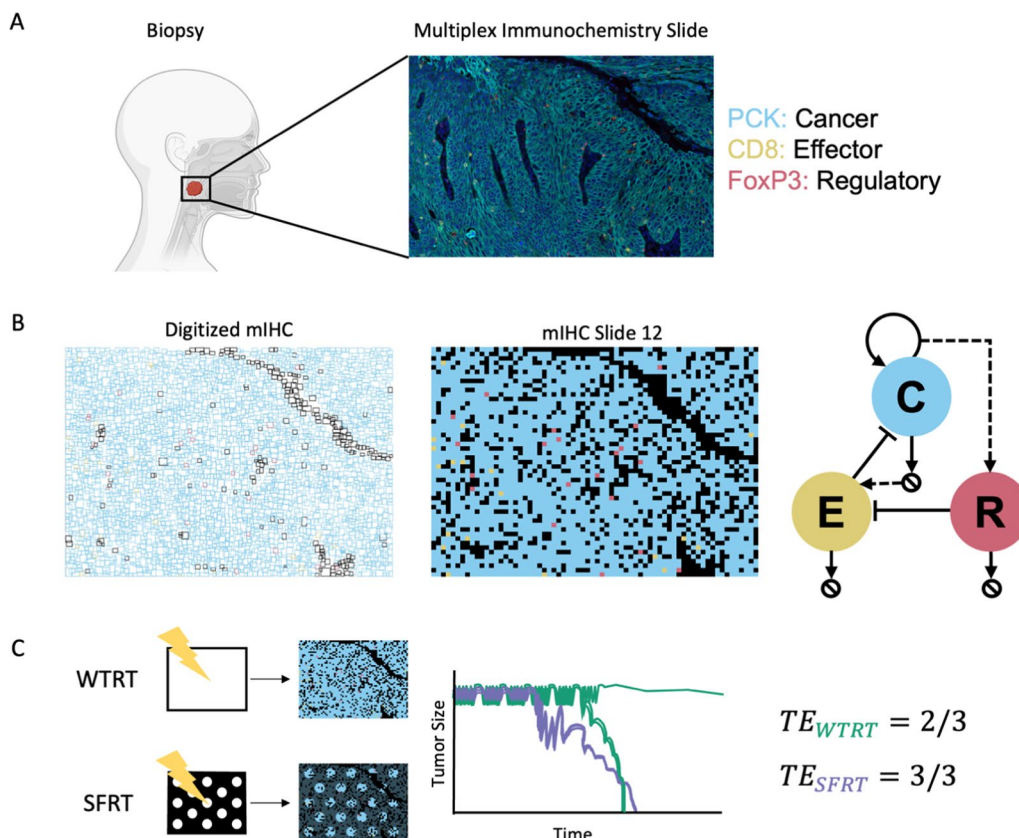 A
Biopsy
Multiplex Immunochemistry Slide
PCK: Cancer
CD8: Effector
FoxP3: Regulatory
B
Digitized mIHC
mIHC Slide 12
C
E
R
C
WTRT
SFRT
Tumor Size
Time
TE_WTRT = 2/3
TE_SFRT = 3/3